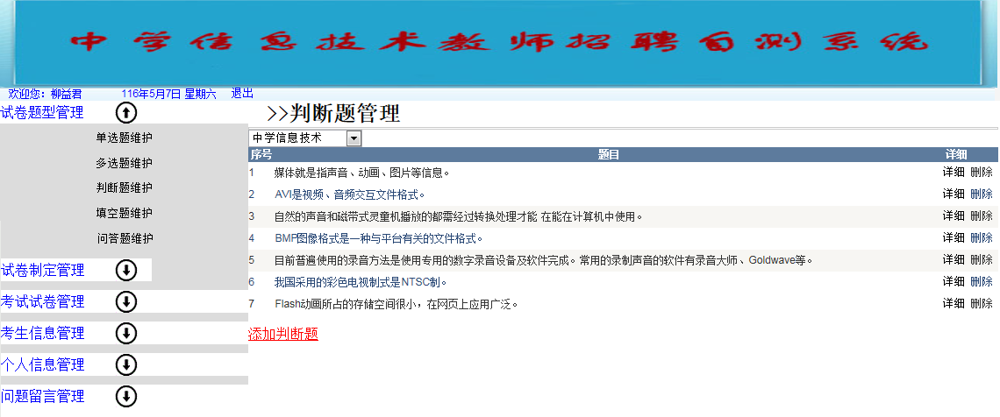 中学信息技术教师招聘自测系统
欢迎您：柳益君 116年5月7日 星期六 退出
试卷题型管理
单选题维护
多选题维护
判断题维护
填空题维护
问答题维护
试卷制定管理
考试试卷管理
考生信息管理
个人信息管理
问题留言管理
>>判断题管理
中学信息技术
序号 题目 详细
1 媒体就是指声音、动画、图片等信息。 详细 删除
2 AVI是视频、音频交互文件格式。 详细 删除
3 自然的声音和磁带式灵童机播放的都需经过转换处理才能 在能在计算机中使用。 详细 删除
4 BMP图像格式是一种与平台有关的文件格式。 详细 删除
5 目前普遍使用的录音方法是使用专用的数字录音设备及软件完成。常用的录制声音的软件有录音大师、Goldwave等。 详细 删除
6 我国采用的彩色电视制式是NTSC制。 详细 删除
7 Flash动画所占的存储空间很小，在网页上应用广泛。 详细 删除
添加判断题